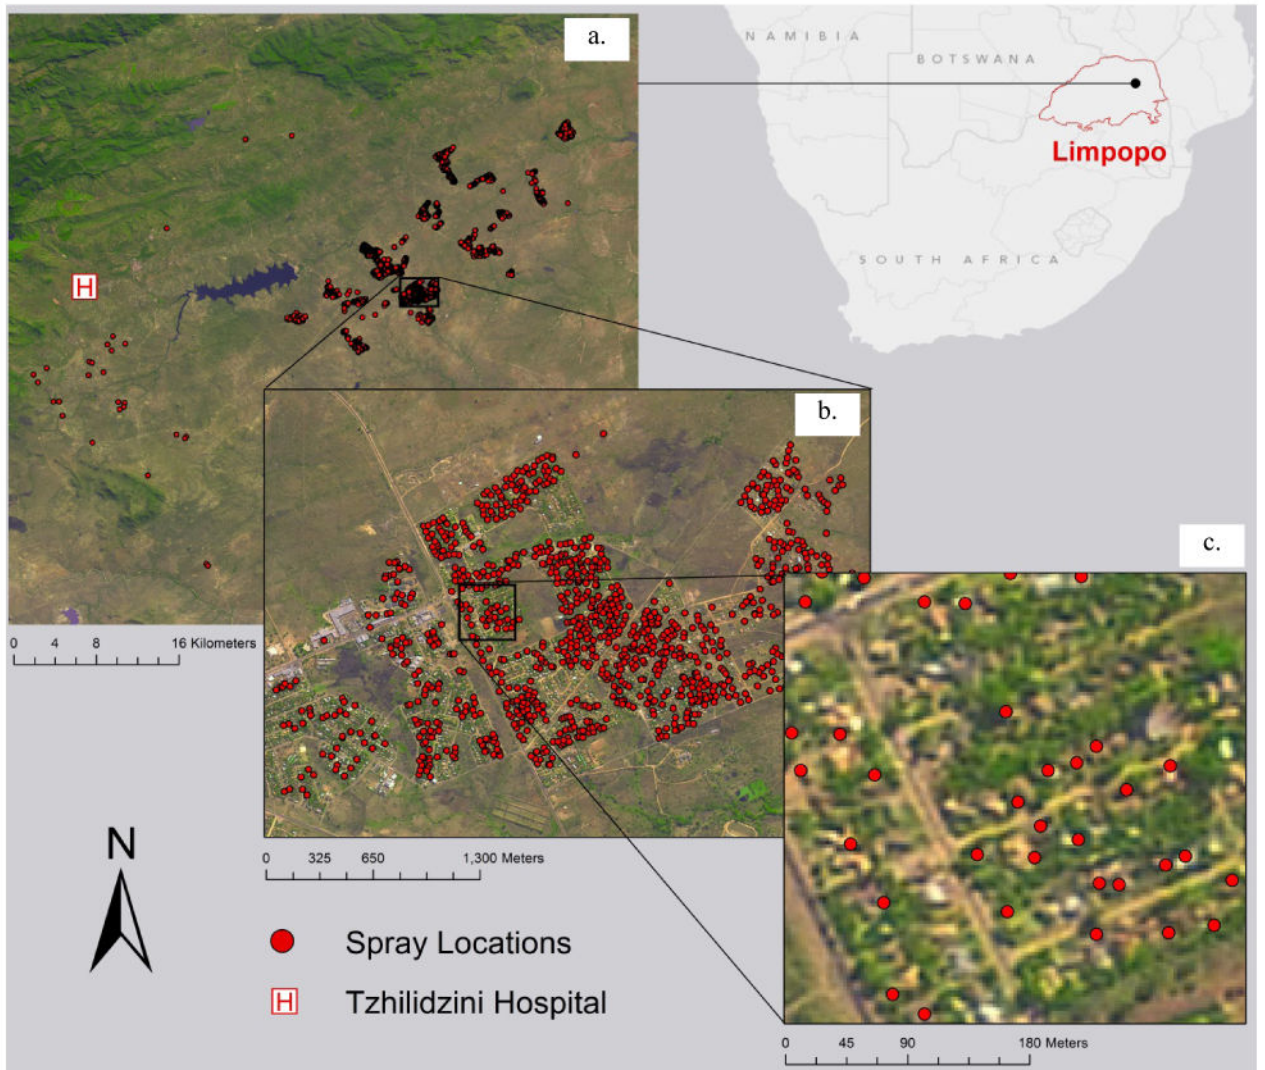 a.
NAMIBIA
BOTSWANA
Limpopo
SOUTH AFRICA
H
0 4 8 16 Kilometers
b.
0 325 650 1,300 Meters
c.
0 45 90 180 Meters
N
Spray Locations
H Tzhilidzini Hospital